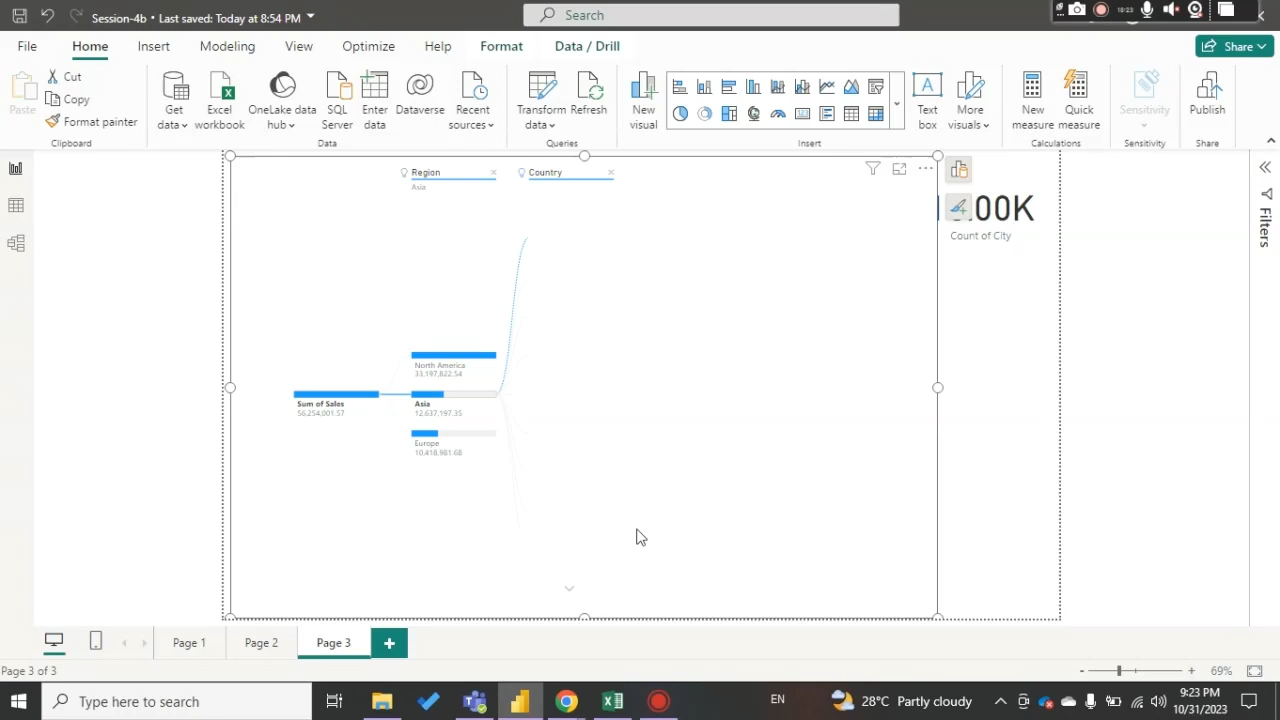 Session-4b • Last saved: Today at 8:54 PM
Search
18:23
File Home Insert Modeling View Optimize Help Format Data / Drill
Share
Paste
Cut
Copy
Format painter
Clipboard
Get data
Excel workbook
OneLake data hub
SQL Server
Enter data
Dataverse
Recent sources
Data
Transform data
Refresh
Queries
New visual
Text box
More visuals
Insert
New measure
Quick measure
Calculations
Sensitivity
Sensitivity
Publish
Share
Region
Asia
Country
00K
Count of City
Filters
North America
33,197,822.54
Sum of Sales
56,254,001.57
Asia
12,637,197.35
Europe
10,418,981.68
Page 1 Page 2 Page 3
Page 3 of 3
69%
Type here to search
EN
28°C Partly cloudy
9:23 PM
10/31/2023